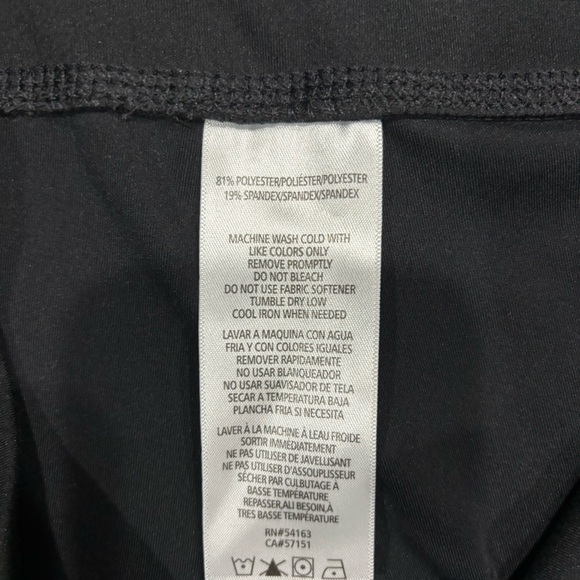 81% POLYESTER/POLIÉSTER/POLYESTER
19% SPANDEX/SPANDEX/SPANDEX
MACHINE WASH COLD WITH
LIKE COLORS ONLY
REMOVE PROMPTLY
DO NOT BLEACH
DO NOT USE FABRIC SOFTENER
TUMBLE DRY LOW
COOL IRON WHEN NEEDED
LAVAR A MAQUINA CON AGUA
FRIA Y CON COLORES IGUALES
REMOVER RAPIDAMENTE
NO USAR BLANQUEADOR
NO USAR SUAVISADOR DE TELA
SECAR A TEMPERATURA BAJA
PLANCHA FRIA SI NECESITA
LAVER À LA MACHINE À LEAU FROIDE
SORTIR IMMÉDIATEMENT
NE PAS UTILISER DE JAVELLISANT
NE PAS UTILISER D'ASSOUPLISSEUR
SÉCHER PAR CULBUTAGE À
BASSE TEMPÉRATURE
REPASSER,ALI BESOIN,À
TRES BASSE TEMPÉRATURE
RN#54163
CA#57151